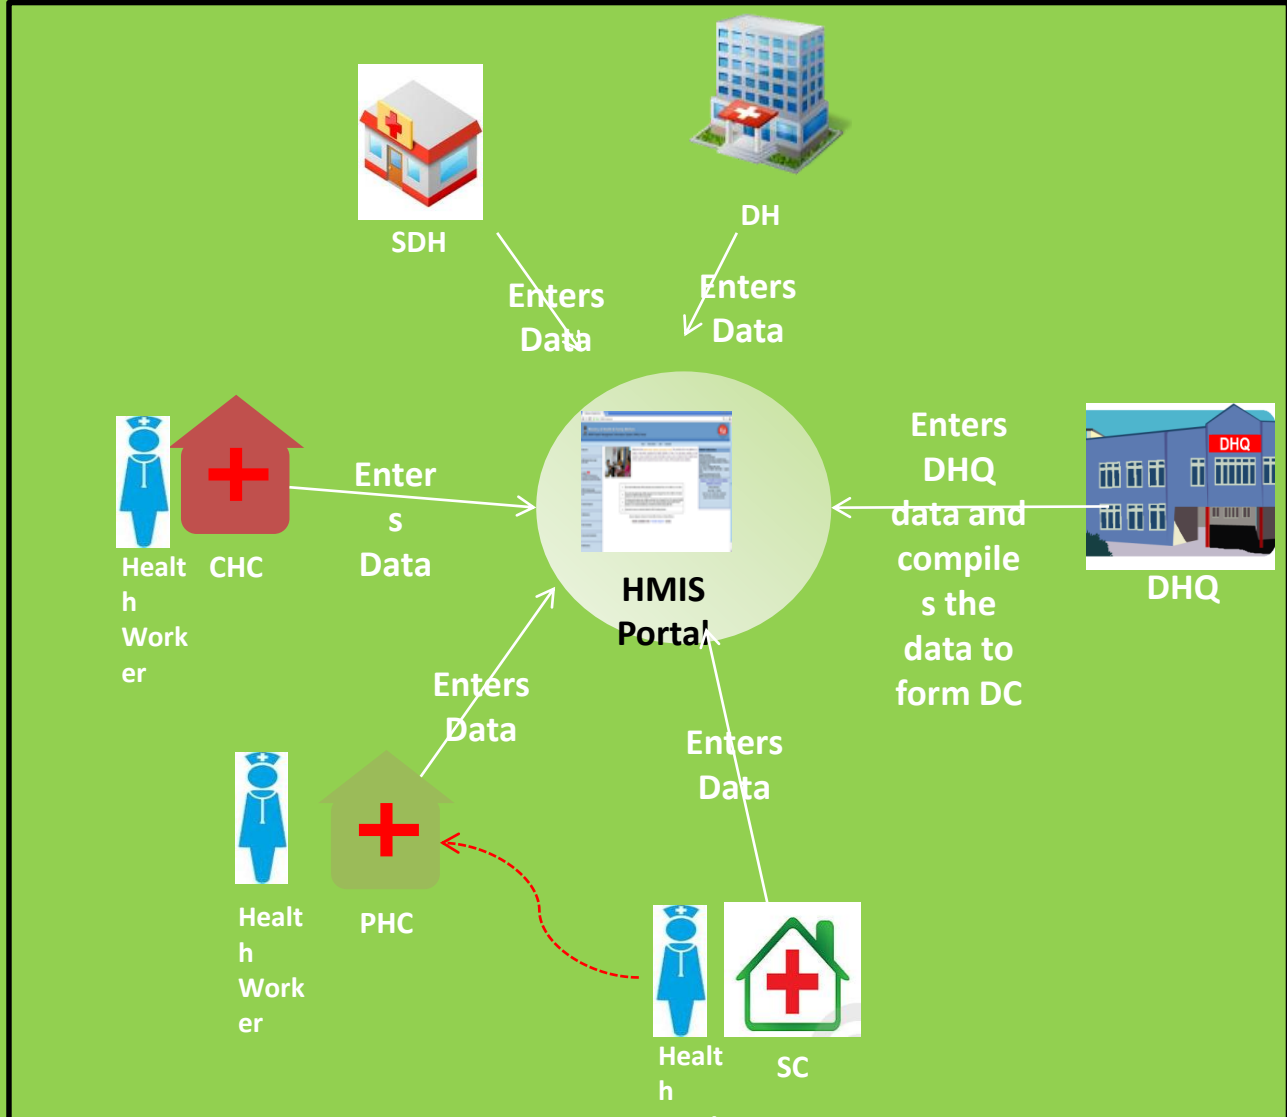 DH
SDH
Enters
Data
Enters
Data
Enters
DHQ
data and
compile
s the
data to
form DC
DHQ
DHQ
Enter
s
Data
Healt
h
Work
er
CHC
HMIS
Portal
Enters
Data
Enters
Data
Healt
h
Work
er
PHC
Healt
h
SC